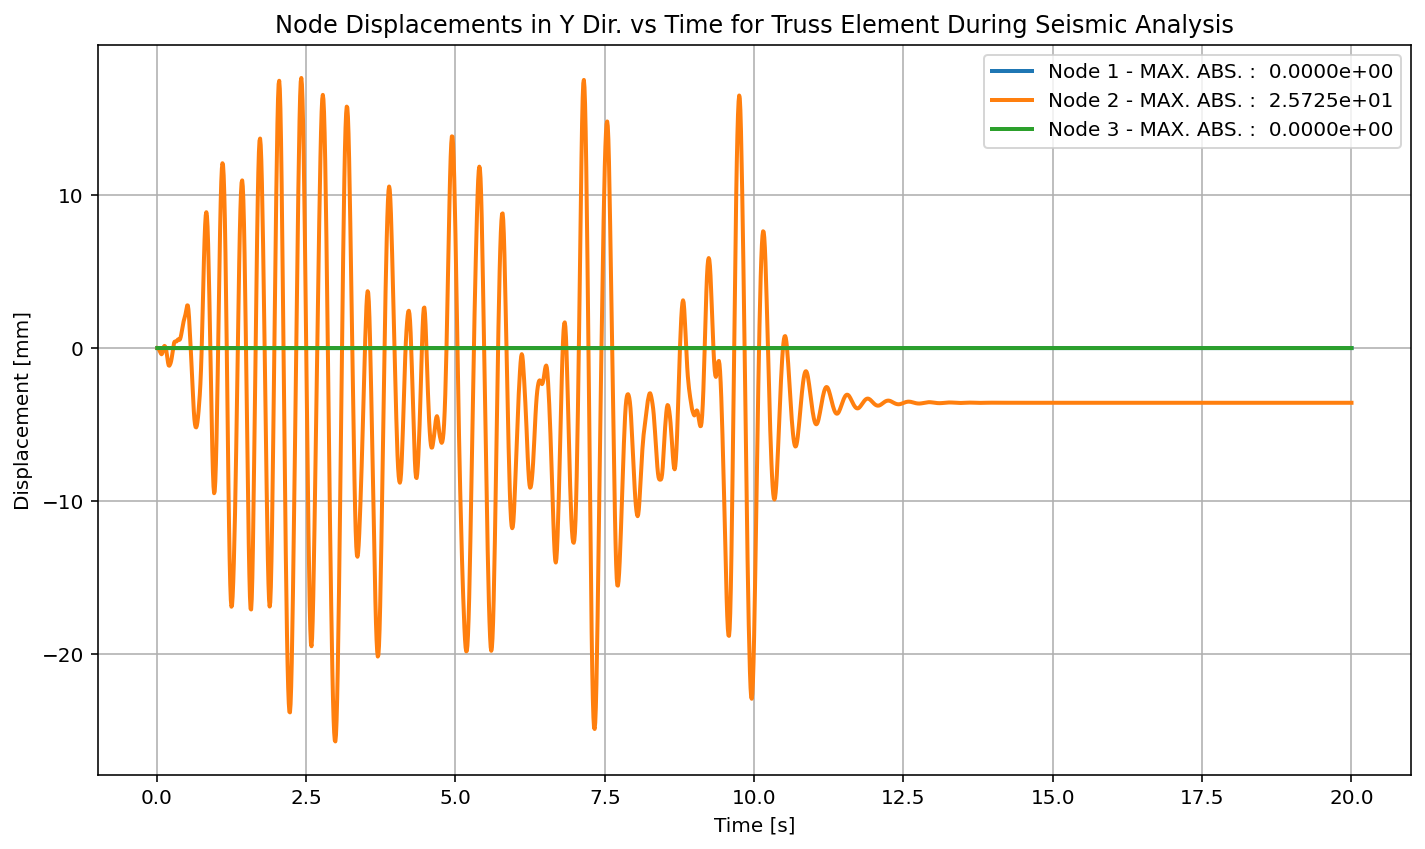 Node Displacements in Y Dir. vs Time for Truss Element During Seismic Analysis
Node 1 - MAX. ABS. :  0.0000e+00
Node 2 - MAX. ABS. :  2.5725e+01
Node 3 - MAX. ABS. :  0.0000e+00
Displacement [mm]
10
0
−10
−20
0.0 2.5 5.0 7.5 10.0 12.5 15.0 17.5 20.0
Time [s]